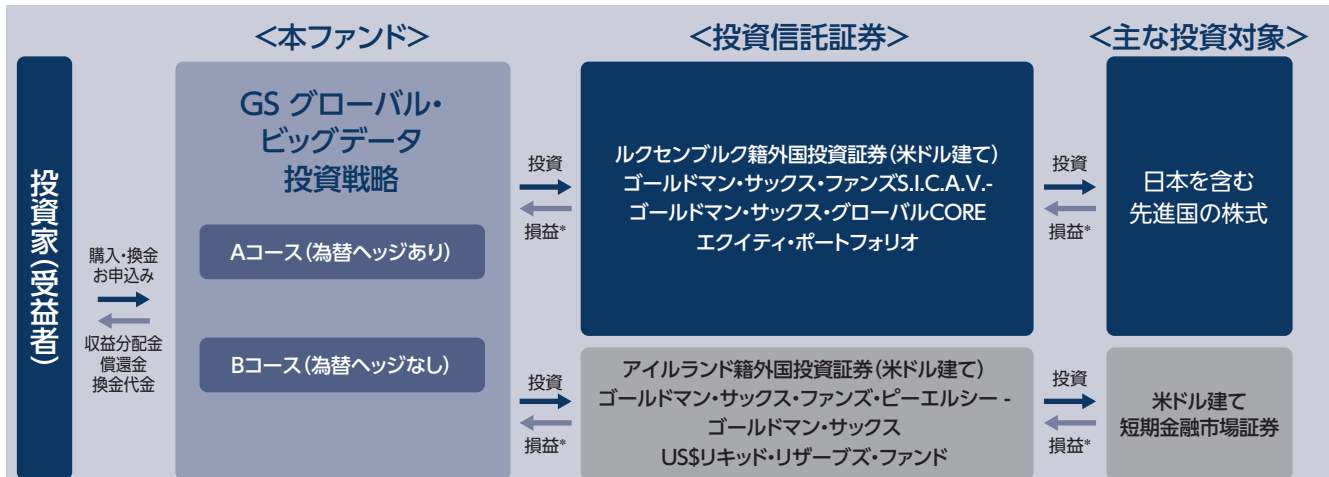 <本ファンド>
<投資信託証券>
<主な投資対象>
投資家(受益者)
購入・換金
お申込み
収益分配金
償還金
換金代金
GS グローバル・
ビッグデータ
投資戦略
Aコース(為替ヘッジあり)
Bコース(為替ヘッジなし)
投資
損益*
ルクセンブルク籍外国投資証券(米ドル建て)
ゴールドマン・サックス・ファンズS.I.C.A.V.-
ゴールドマン・サックス・グローバルCORE
エクイティ・ポートフォリオ
投資
損益*
日本を含む
先進国の株式
投資
損益*
アイルランド籍外国投資証券(米ドル建て)
ゴールドマン・サックス・ファンズ・ピーエルシー -
ゴールドマン・サックス
US$リキッド・リザーブズ・ファンド
投資
損益*
米ドル建て
短期金融市場証券